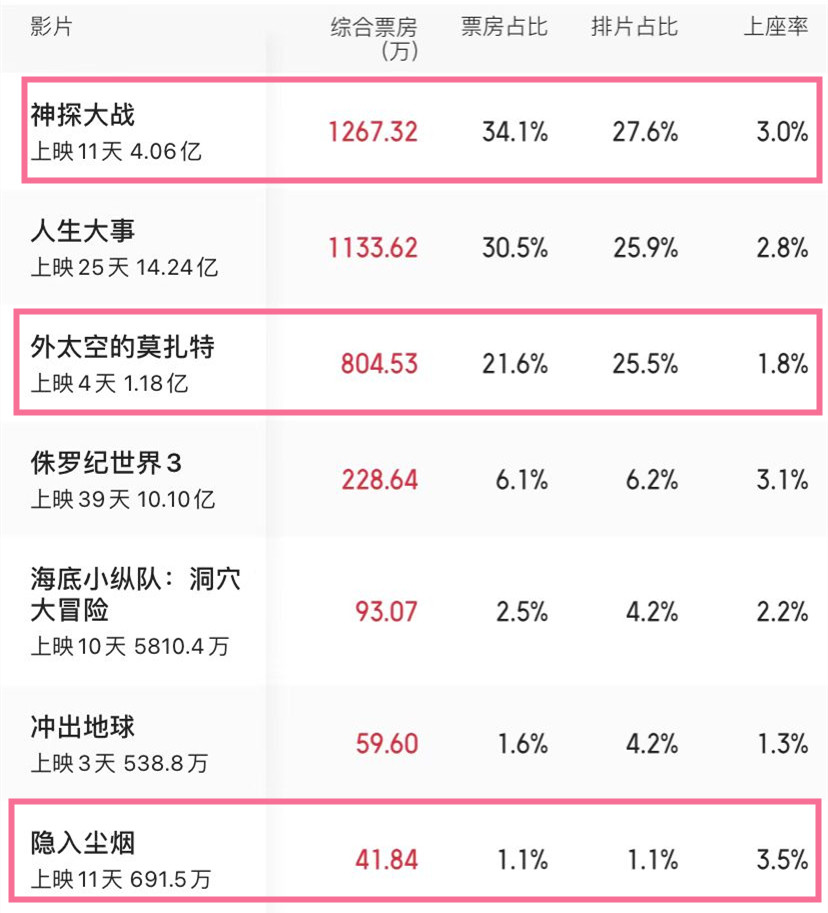 影片 综合票房 票房占比 排片占比 上座率
(万)
神探大战
上映11天 4.06亿
1267.32 34.1% 27.6% 3.0%
人生大事
上映25天 14.24亿
1133.62 30.5% 25.9% 2.8%
外太空的莫扎特
上映4天 1.18亿
804.53 21.6% 25.5% 1.8%
侏罗纪世界3
上映39天 10.10亿
228.64 6.1% 6.2% 3.1%
海底小纵队：洞穴
大冒险
上映10天 5810.4万
93.07 2.5% 4.2% 2.2%
冲出地球
上映3天 538.8万
59.60 1.6% 4.2% 1.3%
隐入尘烟
上映11天 691.5万
41.84 1.1% 1.1% 3.5%